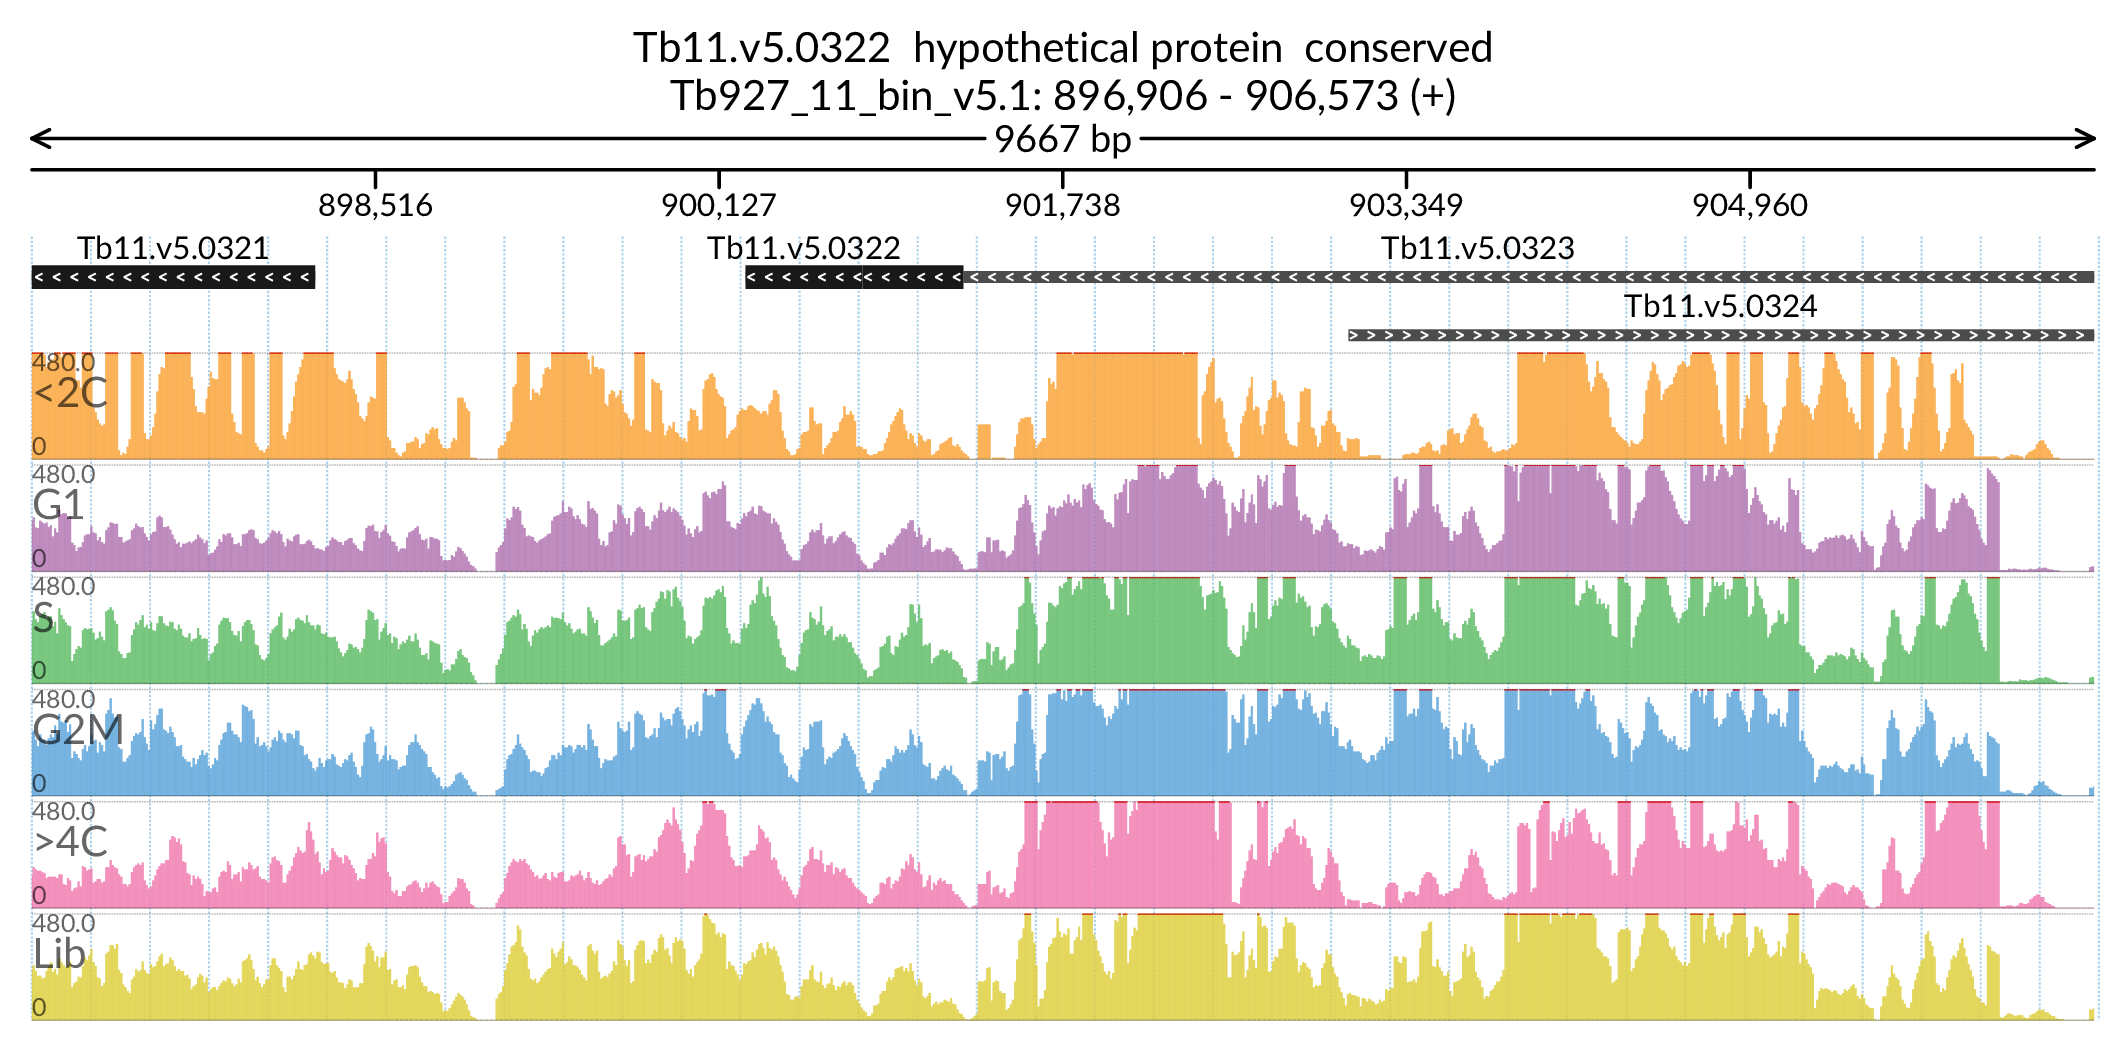 Tb11.v5.0322 hypothetical protein conserved
Tb927_11_bin_v5.1: 896,906 - 906,573 (+)
9667 bp
898,516 900,127 901,738 903,349 904,960
Tb11.v5.0321 Tb11.v5.0322 Tb11.v5.0323
Tb11.v5.0324
480.0
<2C
0
480.0
G1
0
480.0
S
0
480.0
G2M
0
480.0
>4C
0
480.0
Lib
0